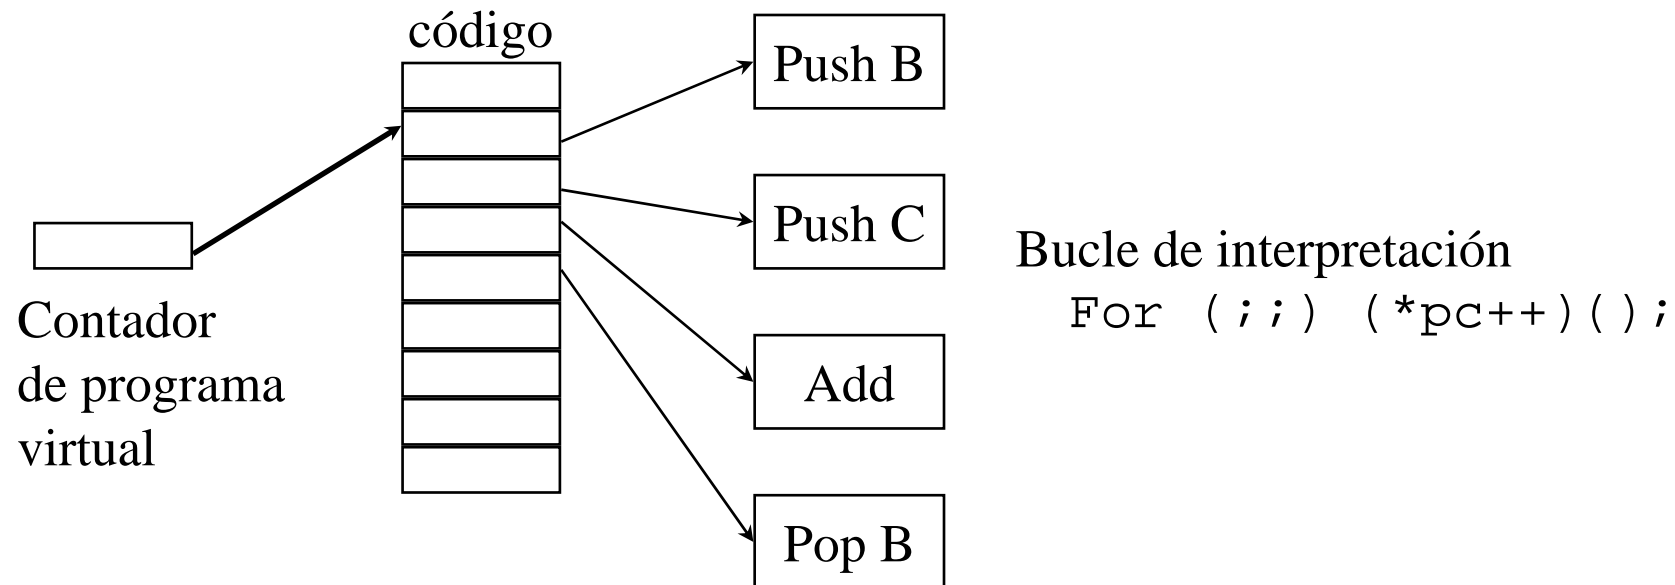 código
Push B
Push C
Bucle de interpretación
For (;;) (*pc++)();
Contador
de programa
virtual
Add
Pop B